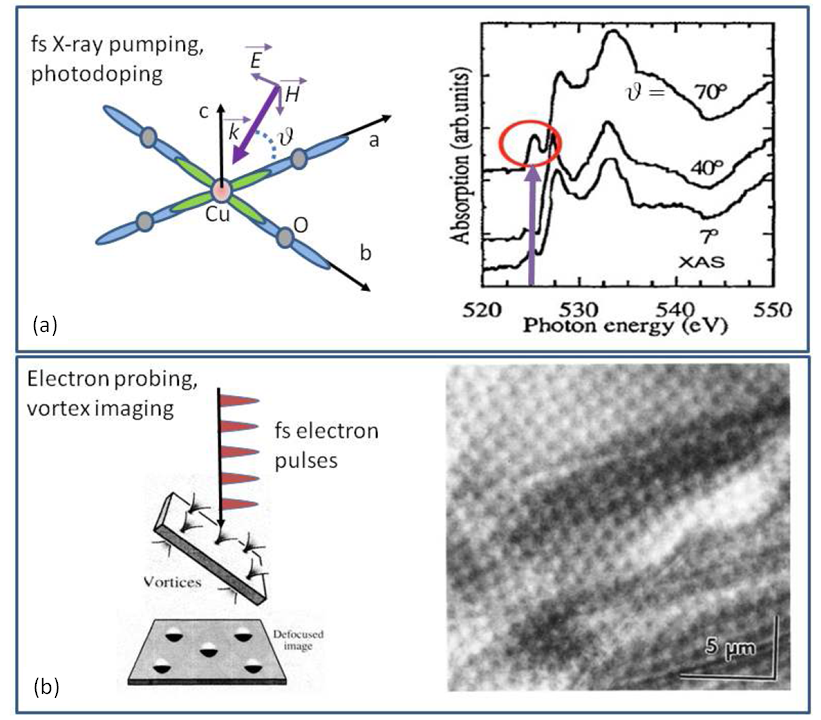 fs X-ray pumping,
photodoping
E
H
k
ϑ
c
a
Cu
O
b
(a)
Absorption (arb.units)
ϑ = 70°
40°
7°
XAS
520 530 540 550
Photon energy (eV)
Electron probing,
vortex imaging
fs electron
pulses
Vortices
Defocused
image
5 μm
(b)